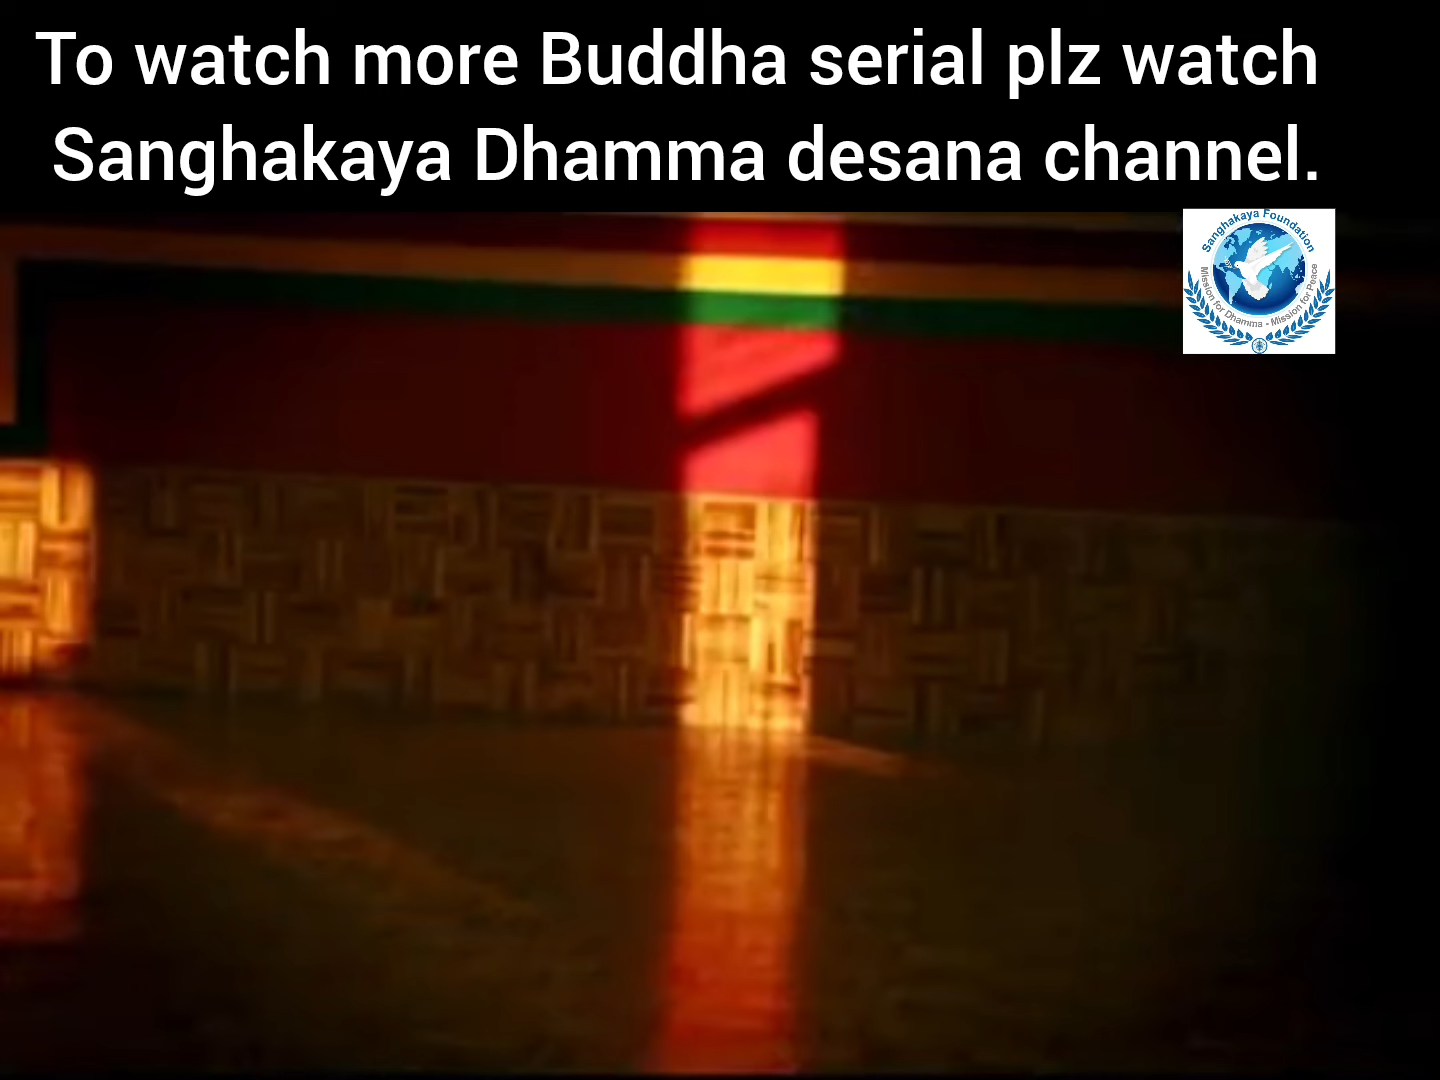 To watch more Buddha serial plz watch
Sanghakaya Dhamma desana channel.
Sanghakaya Foundation
Mission for Dhamma - Mission for Peace